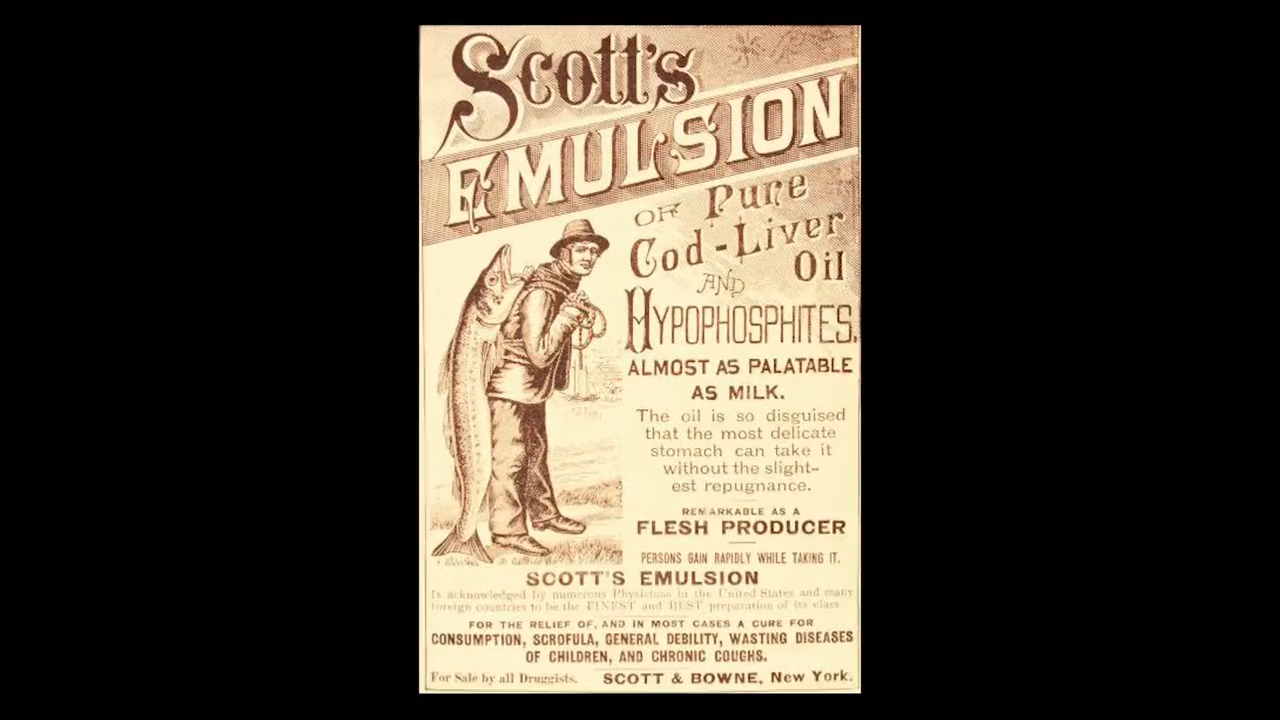 Scott's
EMULSION
OF Pure
Cod-Liver
Oil
AND
HYPOPHOSPHITES.
ALMOST AS PALATABLE
AS MILK.
The oil is so disguised
that the most delicate
stomach can take it
without the slight-
est repugnance.
REMARKABLE AS A
FLESH PRODUCER
PERSONS GAIN RAPIDLY WHILE TAKING IT.
SCOTT'S EMULSION
Is acknowledged by numerous Physicians in the United States and many
foreign countries to be the FINEST and BEST preparation of its class
FOR THE RELIEF OF, AND IN MOST CASES A CURE FOR
CONSUMPTION, SCROFULA, GENERAL DEBILITY, WASTING DISEASES
OF CHILDREN, AND CHRONIC COUGHS.
For Sale by all Druggists. SCOTT & BOWNE, New York.